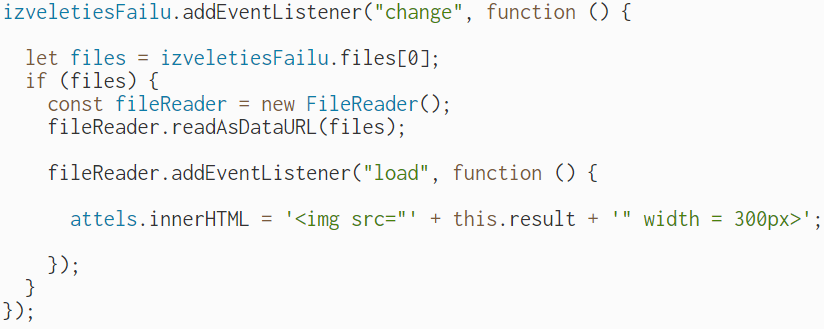 izveletiesFailu.addEventListener("change", function () {
let files = izveletiesFailu.files[0];
if (files) {
const fileReader = new FileReader();
fileReader.readAsDataURL(files);
fileReader.addEventListener("load", function () {
attels.innerHTML = '<img src="' + this.result + '" width = 300px>';
});
}
});